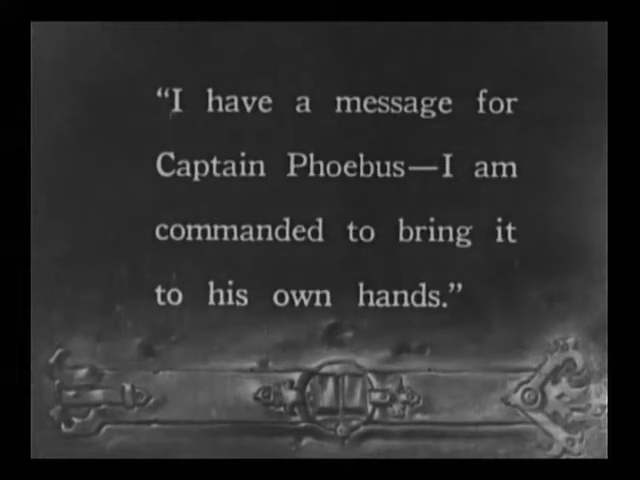 “I have a message for
Captain Phoebus—I am
commanded to bring it
to his own hands.”